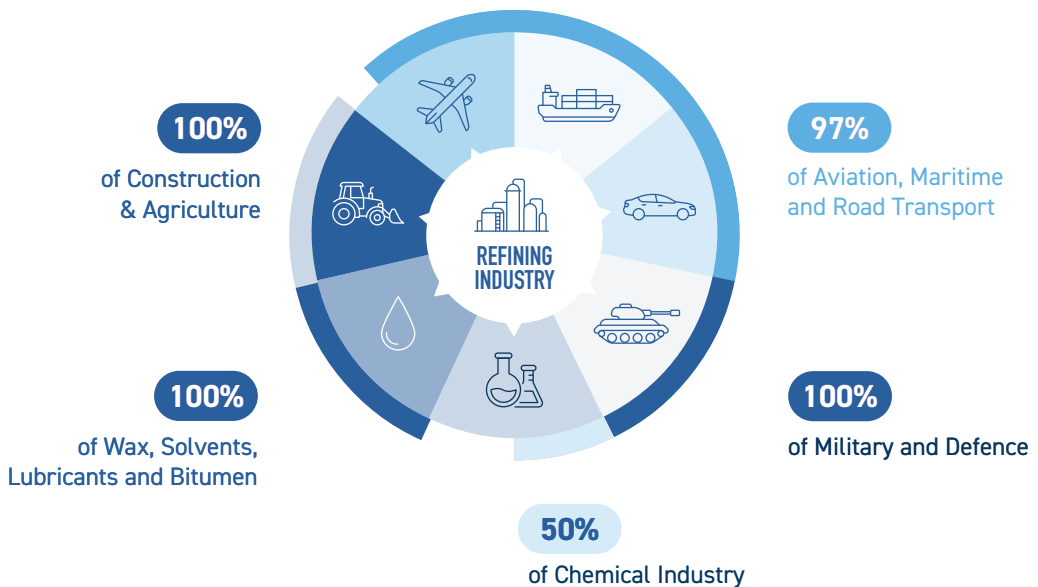 100%
of Construction
& Agriculture
97%
of Aviation, Maritime
and Road Transport
REFINING
INDUSTRY
100%
of Wax, Solvents,
Lubricants and Bitumen
100%
of Military and Defence
50%
of Chemical Industry